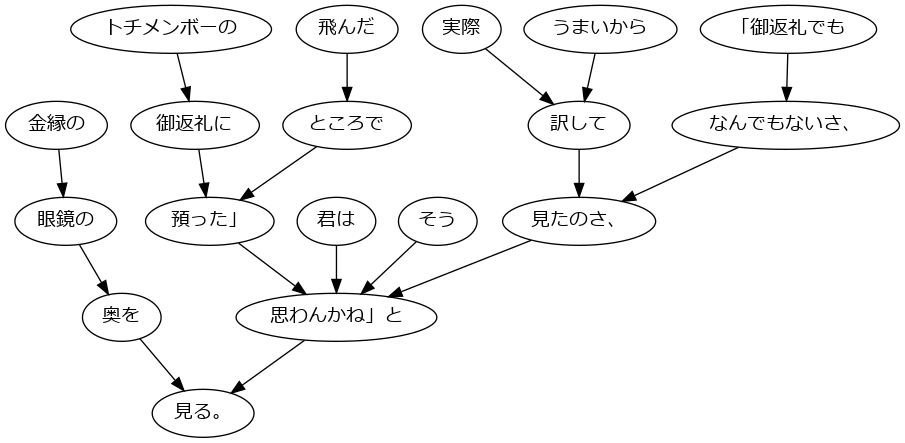 トチメンボーの
飛んだ
実際
うまいから
「御返礼でも
金縁の
御返礼に
ところで
訳して
なんでもないさ、
眼鏡の
預った」
君は
そう
見たのさ、
奥を
思わんかね」と
見る。